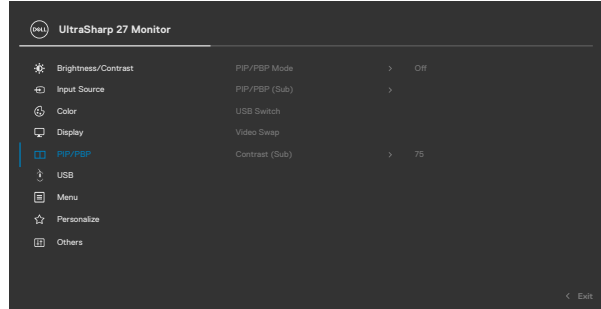 DELL UltraSharp 27 Monitor
Brightness/Contrast PIP/PBP Mode > Off
Input Source PIP/PBP (Sub) >
Color USB Switch
Display Video Swap
PIP/PBP Contrast (Sub) > 75
USB
Menu
Personalize
Others
< Exit